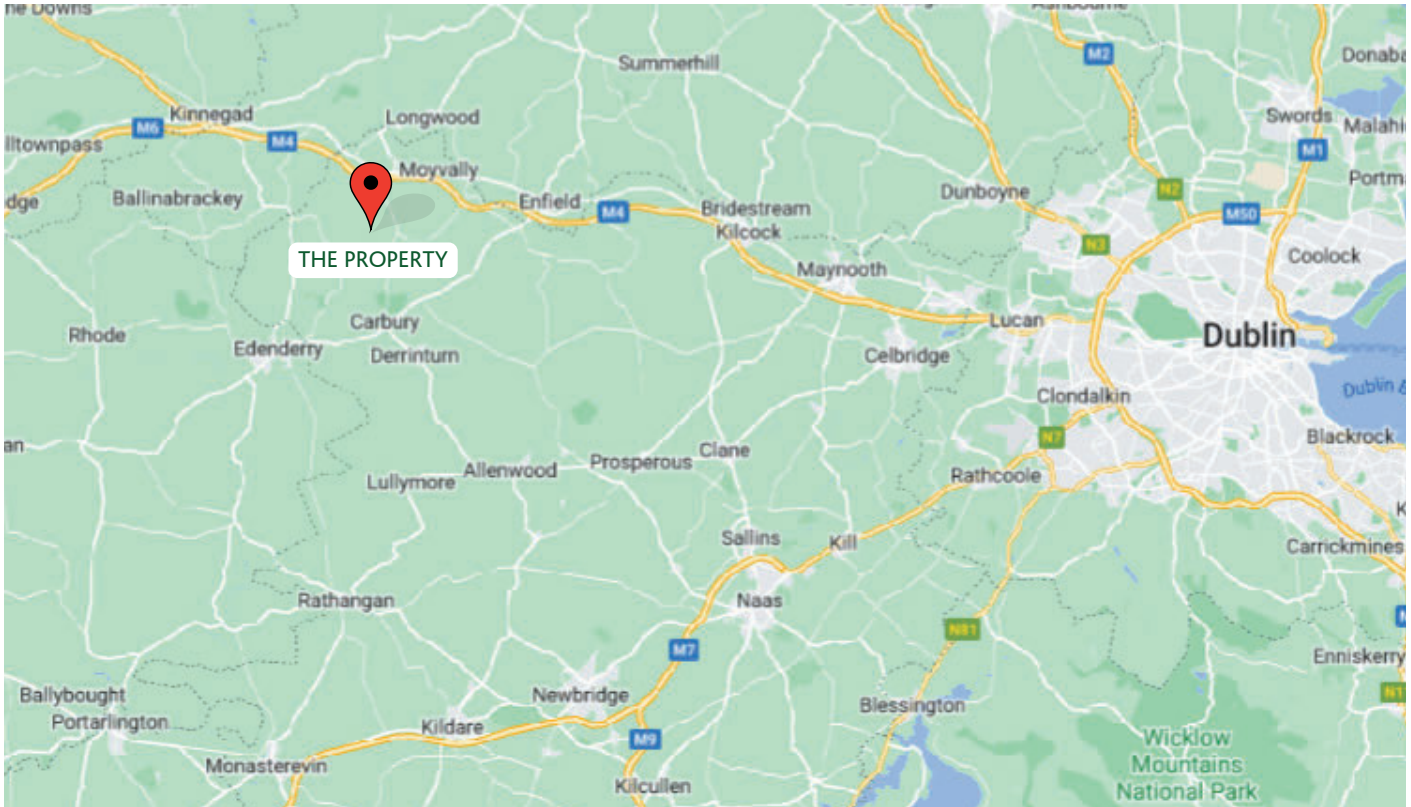 ne Downs
Ashbourne
M2
Donaba
Summerhill
Kinnegad
Longwood
Swords
Malahi
M6
M4
M1
lltownpass
Moyvally
Portm
Ballinabrackey
dge
Enfield
M4
Bridestream
Kilcock
Dunboyne
N2
M50
N3
Coolock
THE PROPERTY
Maynooth
Rhode
Carbury
Edenderry
Derrinturn
Lucan
Dublin
Celbridge
Clondalkin
Dublin B
N7
Blackrock
an
Clane
Prosperous
Allenwood
Lullymore
Rathcoole
K
Sallins
Kill
Carrickmines
Rathangan
Naas
N81
M7
Enniskerry
N1
Ballybought
Portarlington
Newbridge
Kildare
Blessington
M9
Monasterevin
Kilcullen
Wicklow
Mountains
National Park